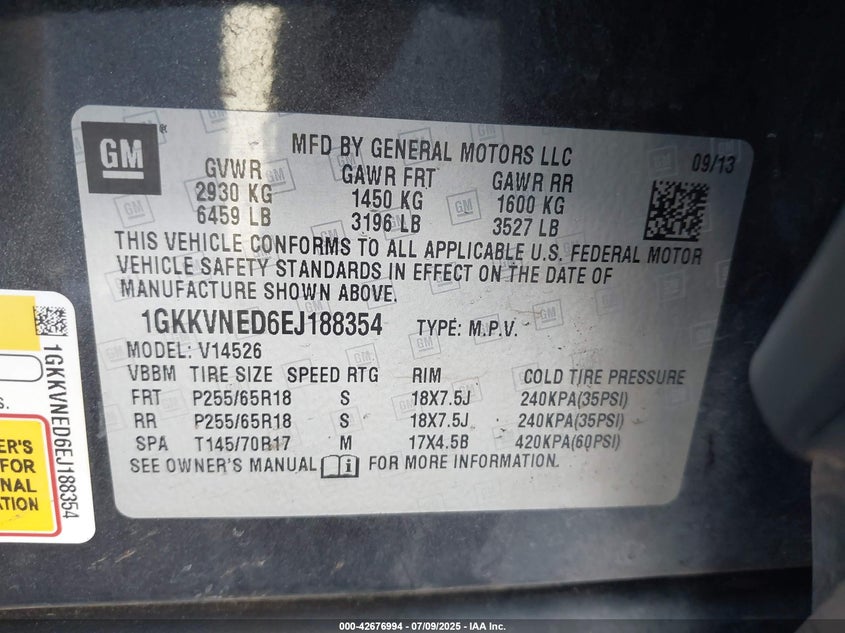 GM
MFD BY GENERAL MOTORS LLC
09/13
GVWR GAWR FRT GAWR RR
2930 KG 1450 KG 1600 KG
6459 LB 3196 LB 3527 LB
THIS VEHICLE CONFORMS TO ALL APPLICABLE U.S. FEDERAL MOTOR
VEHICLE SAFETY STANDARDS IN EFFECT ON THE DATE OF
MANUFACTURE SHOWN ABOVE.
1GKKVNED6EJ188354 TYPE: M.P.V.
MODEL: V14526
VBBM TIRE SIZE SPEED RTG RIM COLD TIRE PRESSURE
FRT P255/65R18 S 18X7.5J 240KPA(35PSI)
RR P255/65R18 S 18X7.5J 240KPA(35PSI)
SPA T145/70R17 M 17X4.5B 420KPA(60PSI)
SEE OWNER'S MANUAL FOR MORE INFORMATION.
1GKKVNED6EJ188354
S.
ER'S
FOR
NAL
TION
000-42676994 / 07/09/2025 - IAA Inc.